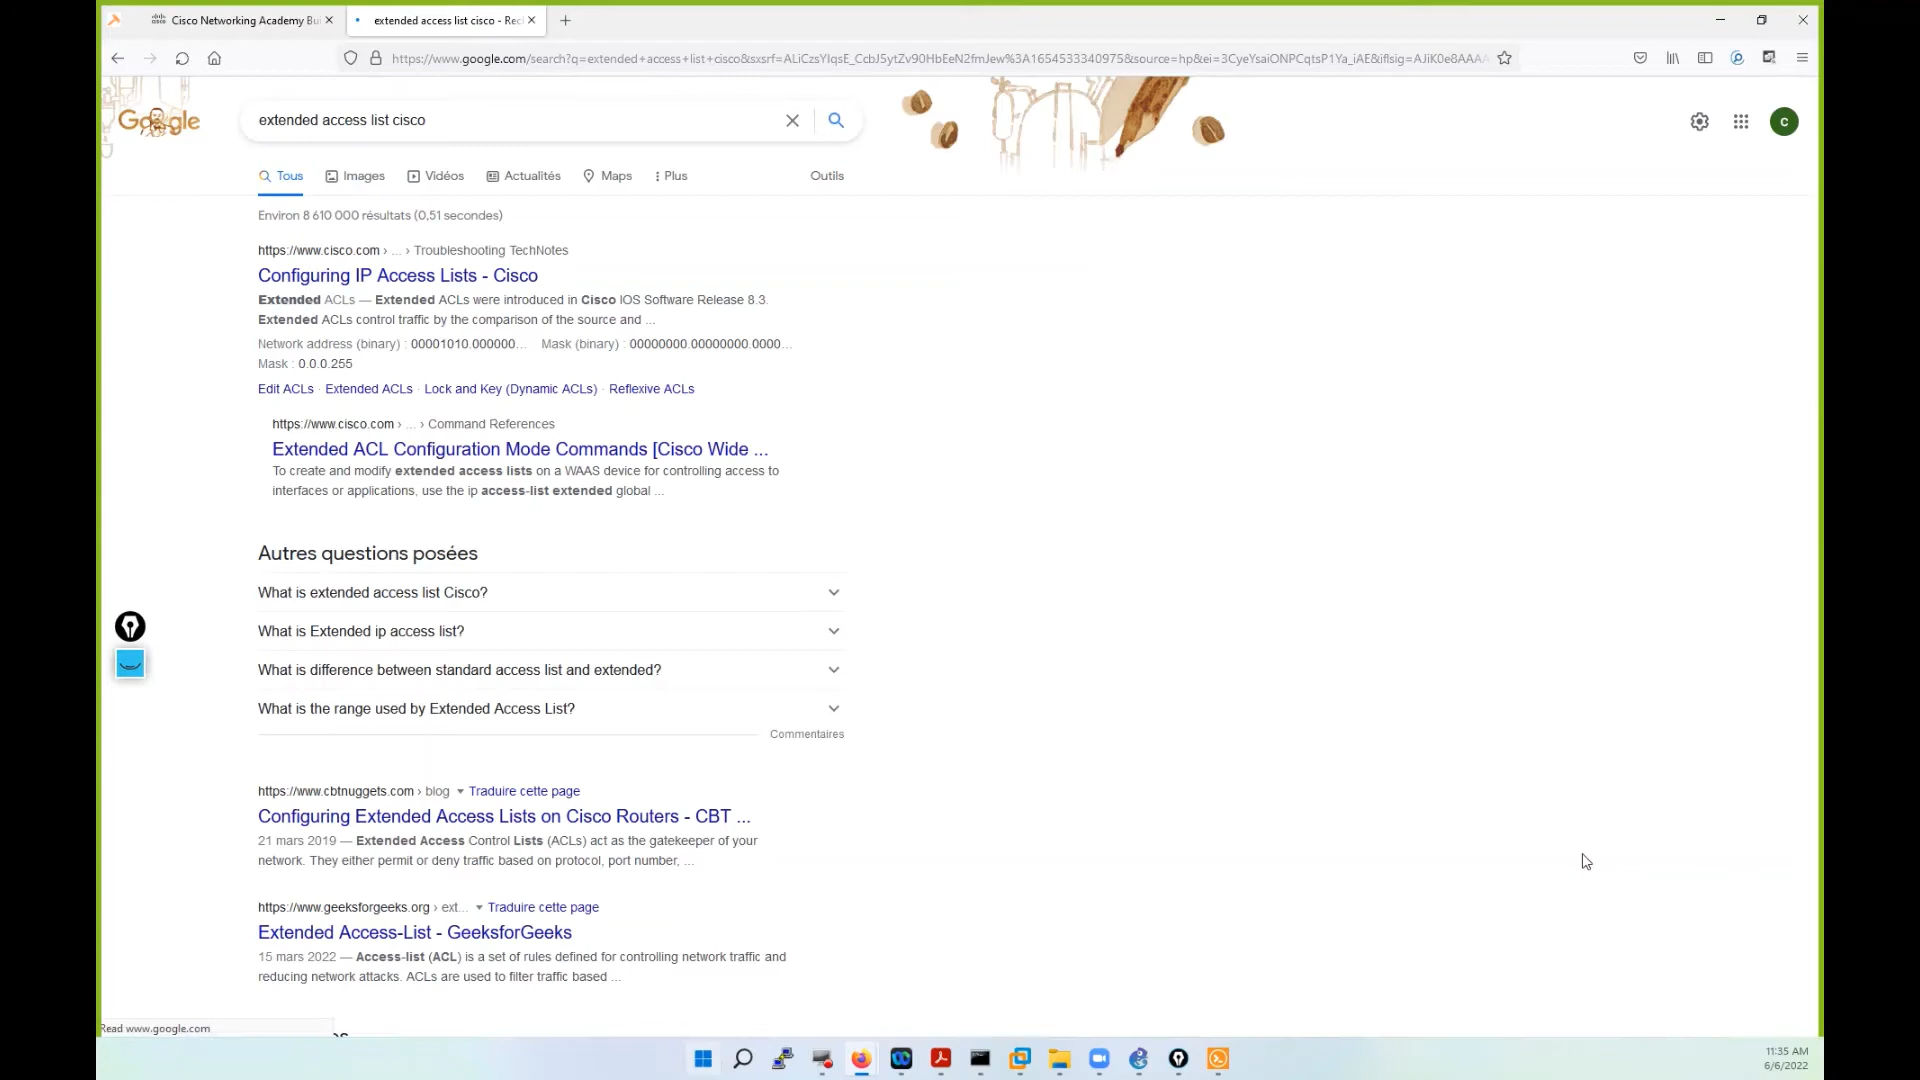 Cisco Networking Academy Bui
extended access list cisco - Rech
https://www.google.com/search?q=extended+access+list+cisco&sxsrf=
Google
extended access list cisco
C
Tous
Images
Vidéos
Actualités
Maps
Plus
Outils
Environ 8 610 000 résultats (0,51 secondes)
https://www.cisco.com › ... › Troubleshooting TechNotes
Configuring IP Access Lists - Cisco
Extended ACLs — Extended ACLs were introduced in Cisco IOS Software Release 8.3.
Extended ACLs control traffic by the comparison of the source and ...
Network address (binary) : 00001010.000000... Mask (binary) : 00000000.00000000.0000...
Mask : 0.0.0.255
Edit ACLs · Extended ACLs · Lock and Key (Dynamic ACLs) · Reflexive ACLs
https://www.cisco.com › ... › Command References
Extended ACL Configuration Mode Commands [Cisco Wide ...
To create and modify extended access lists on a WAAS device for controlling access to
interfaces or applications, use the ip access-list extended global ...
Autres questions posées
What is extended access list Cisco?
What is Extended ip access list?
What is difference between standard access list and extended?
What is the range used by Extended Access List?
Commentaires
https://www.cbtnuggets.com › blog Traduire cette page
Configuring Extended Access Lists on Cisco Routers - CBT ...
21 mars 2019 — Extended Access Control Lists (ACLs) act as the gatekeeper of your
network. They either permit or deny traffic based on protocol, port number, ...
https://www.geeksforgeeks.org › ext... Traduire cette page
Extended Access-List - GeeksforGeeks
15 mars 2022 — Access-list (ACL) is a set of rules defined for controlling network traffic and
reducing network attacks. ACLs are used to filter traffic based ...
Read www.google.com
11:35 AM
6/6/2022